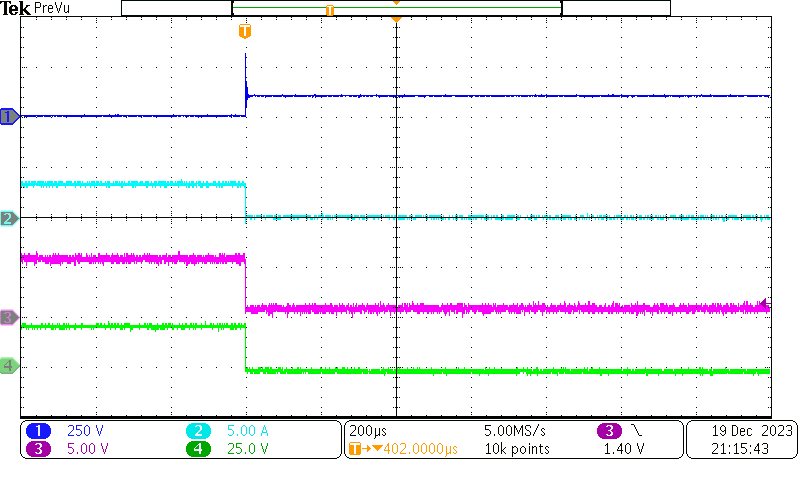 Tek PreVu
T
T
1
2
3
4
1 250 V 2 5.00 A 200µs 5.00MS/s 3 19 Dec 2023
3 5.00 V 4 25.0 V T→▼402.0000µs 10k points 1.40 V 21:15:43